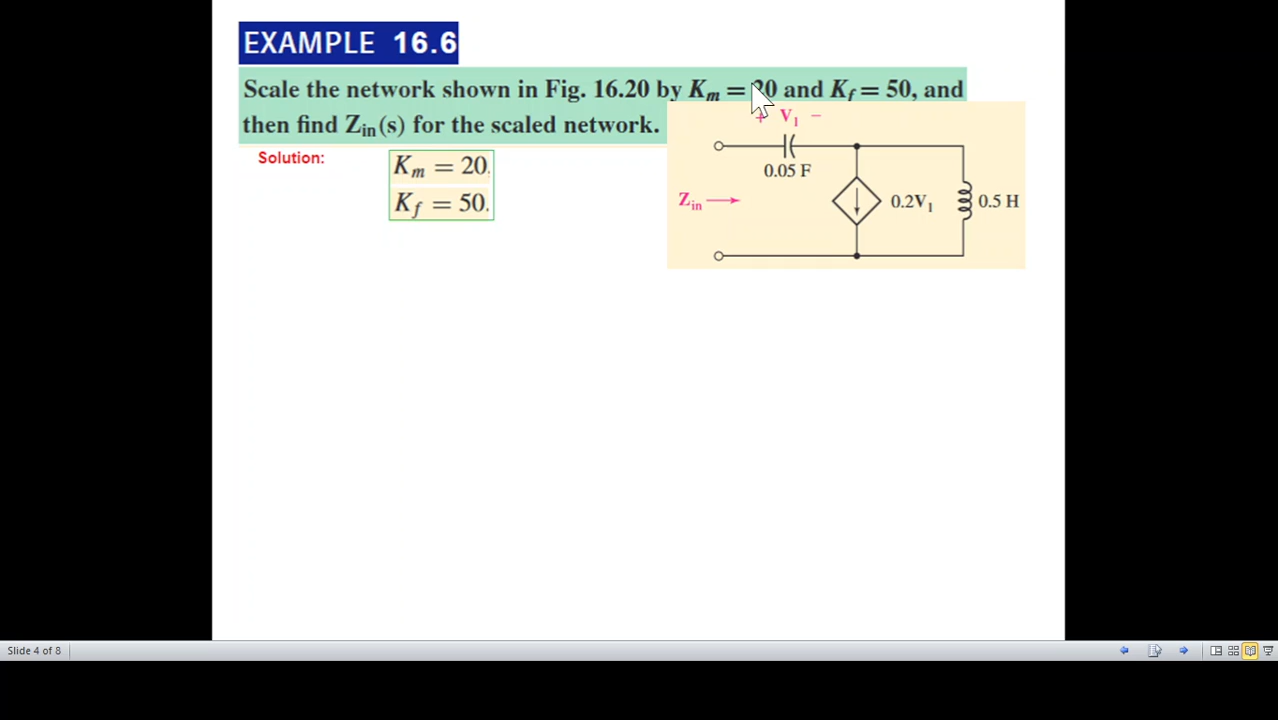 EXAMPLE 16.6
Scale the network shown in Fig. 16.20 by Km = 20 and Kf = 50, and
then find Zin(s) for the scaled network.
Solution:
Km = 20.
Kf = 50.
+ V1 −
0.05 F
Zin
0.2V1
0.5 H
Slide 4 of 8